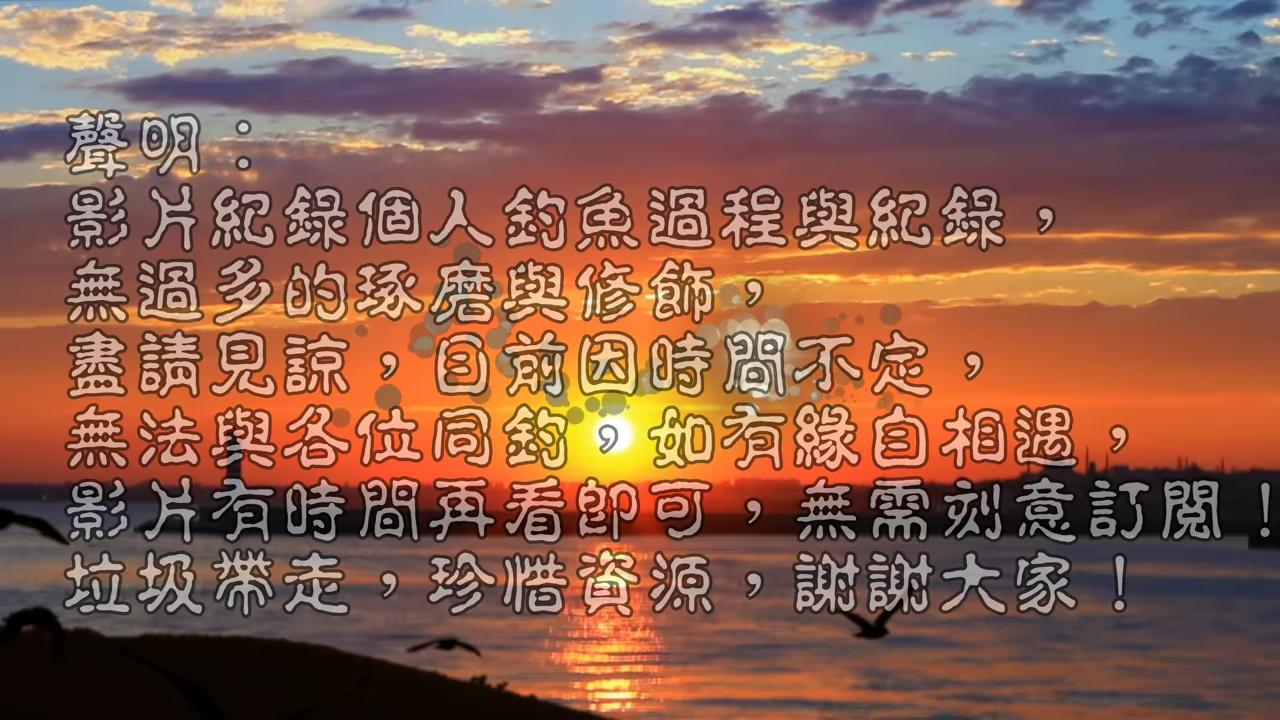 聲明：
影片紀錄個人釣魚過程與紀錄，
無過多的琢磨與修飾，
盡請見諒，目前因時間不定，
無法與各位同釣，如有緣自相遇，
影片有時間再看即可，無需刻意訂閱！
垃圾帶走，珍惜資源，謝謝大家！